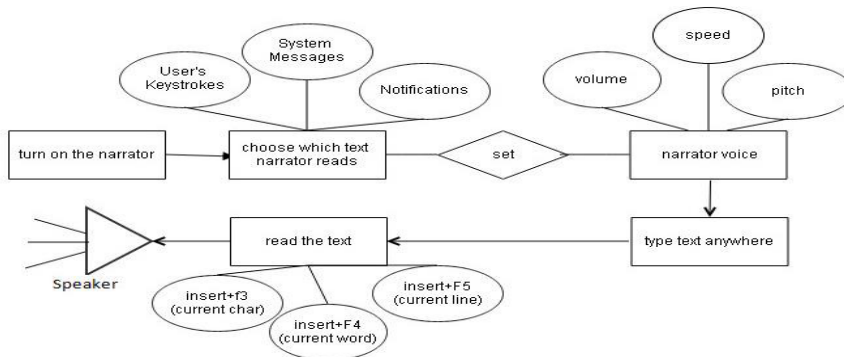 speed
System
Messages
User's
Keystrokes
Notifications
volume
pitch
turn on the narrator
choose which text
narrator reads
set
narrator voice
Speaker
read the text
type text anywhere
insert+f3
(current char)
insert+F4
(current word)
insert+F5
(current line)